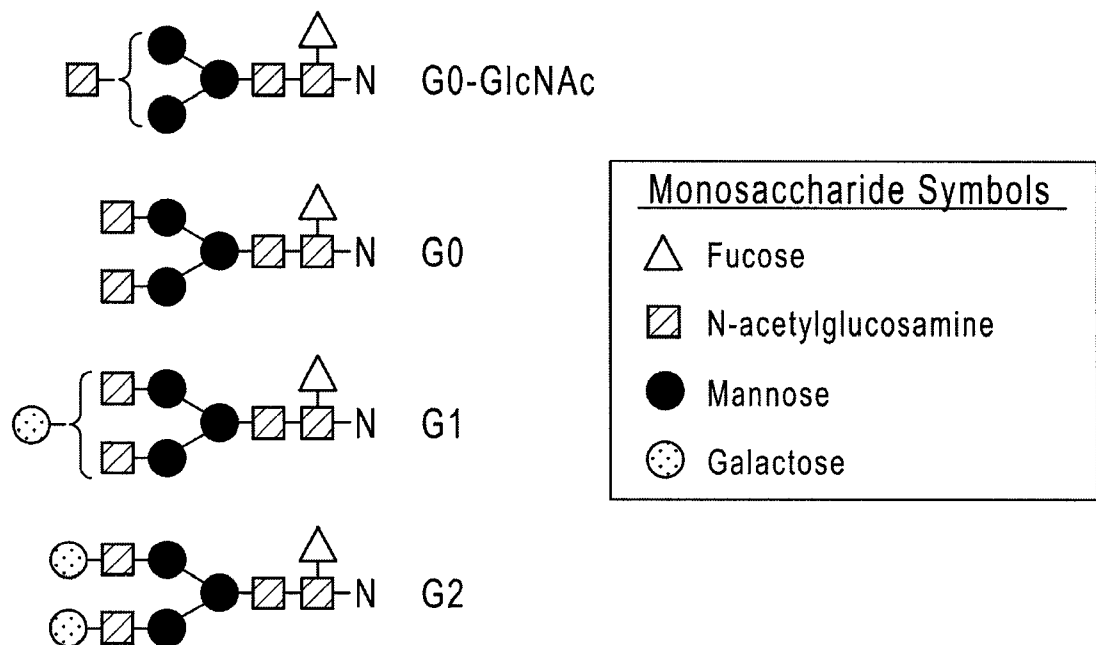 N G0-GlcNAc
N G0
N G1
N G2
Monosaccharide Symbols
Fucose
N-acetylglucosamine
Mannose
Galactose